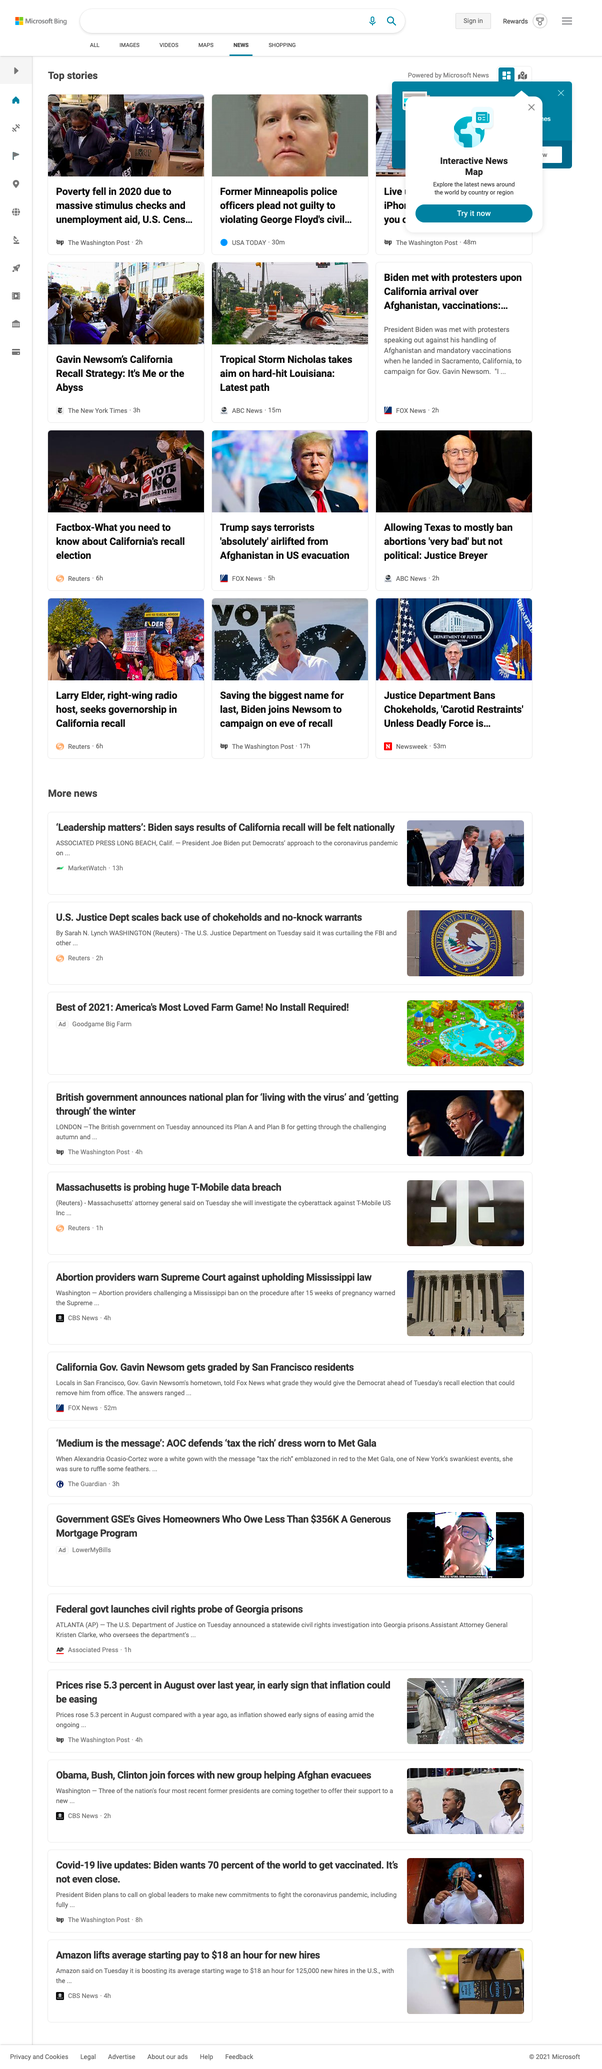 Microsoft Bing
Sign in
Rewards
ALL
IMAGES
VIDEOS
MAPS
NEWS
SHOPPING
Top stories
Powered by Microsoft News
Interactive News
Map
Explore the latest news around
the world by country or region
Try it now
Poverty fell in 2020 due to
massive stimulus checks and
unemployment aid, U.S. Cens...
The Washington Post · 2h
Former Minneapolis police
officers plead not guilty to
violating George Floyd's civil...
USA TODAY · 30m
Live
iPhor
you c
The Washington Post · 48m
Gavin Newsom's California
Recall Strategy: It's Me or the
Abyss
The New York Times · 3h
Tropical Storm Nicholas takes
aim on hard-hit Louisiana:
Latest path
ABC News · 15m
Biden met with protesters upon
California arrival over
Afghanistan, vaccinations:...
President Biden was met with protesters
speaking out against his handling of
Afghanistan and mandatory vaccinations
when he landed in Sacramento, Calif., to
campaign for Gov. Gavin Newsom. "I ...
FOX News · 2h
VOTE
NO
Factbox-What you need to
know about California's recall
election
Reuters · 6h
Trump says terrorists
'absolutely' airlifted from
Afghanistan in US evacuation
FOX News · 5h
Allowing Texas to mostly ban
abortions 'very bad' but not
political: Justice Breyer
ABC News · 2h
ELDER
Larry Elder, right-wing radio
host, seeks governorship in
California recall
Reuters · 6h
VOTE
NO
Saving the biggest name for
last, Biden joins Newsom to
campaign on eve of recall
The Washington Post · 17h
DEPARTMENT OF JUSTICE
Justice Department Bans
Chokeholds, 'Carotid Restraints'
Unless Deadly Force is...
Newsweek · 53m
More news
'Leadership matters': Biden says results of California recall will be felt nationally
ASSOCIATED PRESS LONG BEACH, Calif. — President Joe Biden put Democrats' approach to the coronavirus pandemic
on ...
MarketWatch · 13h
U.S. Justice Dept scales back use of chokeholds and no-knock warrants
By Sarah N. Lynch WASHINGTON (Reuters) - The U.S. Justice Department on Tuesday said it was curtailing the FBI and
other ...
Reuters · 2h
Best of 2021: America's Most Loved Farm Game! No Install Required!
Ad Goodgame Big Farm
British government announces national plan for 'living with the virus' and 'getting
through' the winter
LONDON —The British government on Tuesday announced its Plan A and Plan B for getting through the challenging
autumn and ...
The Washington Post · 4h
Massachusetts is probing huge T-Mobile data breach
(Reuters) - Massachusetts' attorney general said on Tuesday she will investigate the cyberattack against T-Mobile US
Inc ...
Reuters · 1h
Abortion providers warn Supreme Court against upholding Mississippi law
Washington — Abortion providers challenging a Mississippi ban on the procedure after 15 weeks of pregnancy warned
the Supreme ...
CBS News · 4h
California Gov. Gavin Newsom gets graded by San Francisco residents
Locals in San Francisco, Gov. Gavin Newsom's hometown, told Fox News what grade they would give the Democrat ahead of Tuesday's recall election that could
remove him from office. The answers ranged ...
FOX News · 52m
'Medium is the message': AOC defends 'tax the rich' dress worn to Met Gala
When Alexandria Ocasio-Cortez wore a white gown with the message "tax the rich" emblazoned in red to the Met Gala, one of New York's swankiest events, she
was sure to ruffle some feathers. ...
The Guardian · 3h
Government GSE's Gives Homeowners Who Owe Less Than $356K A Generous
Mortgage Program
Ad LowerMyBills
Federal govt launches civil rights probe of Georgia prisons
ATLANTA (AP) — The U.S. Department of Justice on Tuesday announced a statewide civil rights investigation into Georgia prisons.Assistant Attorney General
Kristen Clarke, who oversees the department's ...
AP Associated Press · 1h
Prices rise 5.3 percent in August over last year, in early sign that inflation could
be easing
Prices rose 5.3 percent in August compared with a year ago, as inflation showed early signs of easing amid the
ongoing ...
The Washington Post · 4h
Obama, Bush, Clinton join forces with new group helping Afghan evacuees
Washington — Three of the nation's four most recent former presidents are coming together to offer their support to a
new ...
CBS News · 2h
Covid-19 live updates: Biden wants 70 percent of the world to get vaccinated. It's
not even close.
President Biden plans to call on global leaders to make new commitments to fight the coronavirus pandemic, including
fully ...
The Washington Post · 8h
Amazon lifts average starting pay to $18 an hour for new hires
Amazon said on Tuesday it is boosting its average starting wage to $18 an hour for 125,000 new hires in the U.S., with
the ...
CBS News · 4h
Privacy and Cookies
Legal
Advertise
About our ads
Help
Feedback
© 2021 Microsoft